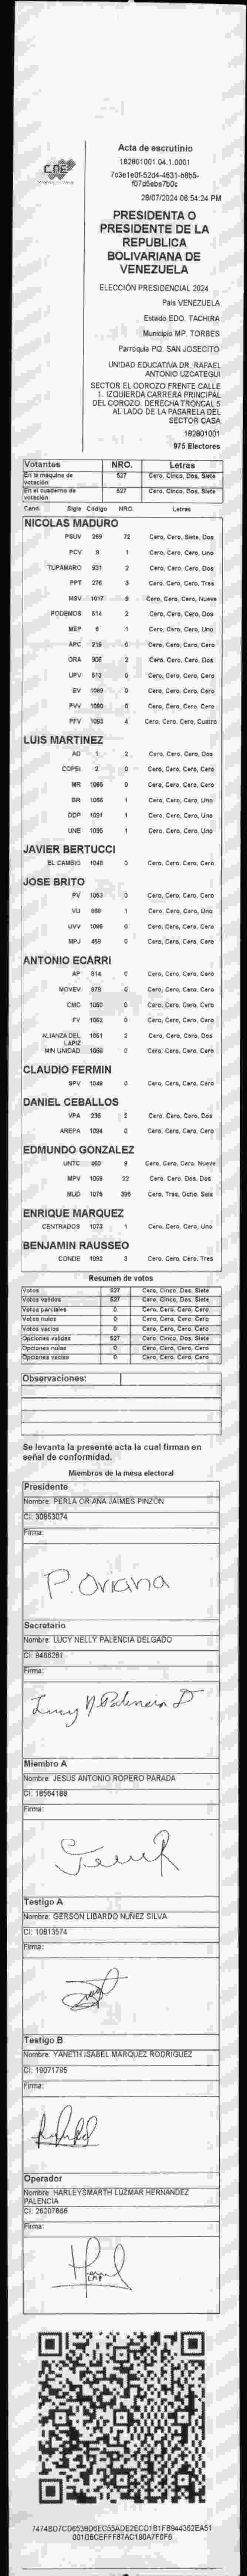 CNE
Acta de escrutinio
182801001.04.1.0001
7c3e1e0f-52d4-4631-b8b5-
f07d5ebe7b0c
28/07/2024 06:54:24 PM
PRESIDENTA O
PRESIDENTE DE LA
REPUBLICA
BOLIVARIANA DE
VENEZUELA
ELECCIÓN PRESIDENCIAL 2024
País VENEZUELA
Estado EDO. TACHIRA
Municipio MP. TORBES
Parroquia PQ. SAN JOSECITO
UNIDAD EDUCATIVA DR. RAFAEL
ANTONIO UZCATEGUI
SECTOR EL COROZO FRENTE CALLE
1. IZQUIERDA CARRERA PRINCIPAL
DEL COROZO. DERECHA TRONCAL 5
AL LADO DE LA PASARELA DEL
SECTOR CASA
182801001
975 Electores
Votantes NRO. Letras
En la máquina de votación 527 Cero, Cinco, Dos, Siete
En el cuaderno de votación 527 Cero, Cinco, Dos, Siete
Cand. Sigla Código NRO. Letras
NICOLAS MADURO
PSUV 269 72 Cero, Cero, Siete, Dos
PCV 9 1 Cero, Cero, Cero, Uno
TUPAMARO 931 2 Cero, Cero, Cero, Dos
PPT 276 3 Cero, Cero, Cero, Tres
MSV 1017 9 Cero, Cero, Cero, Nueve
PODEMOS 514 2 Cero, Cero, Cero, Dos
MEP 6 1 Cero, Cero, Cero, Uno
APC 219 0 Cero, Cero, Cero, Cero
ORA 906 2 Cero, Cero, Cero, Dos
UPV 513 0 Cero, Cero, Cero, Cero
EV 1089 0 Cero, Cero, Cero, Cero
PVV 1090 0 Cero, Cero, Cero, Cero
PFV 1093 4 Cero, Cero, Cero, Cuatro
LUIS MARTINEZ
AD 1 2 Cero, Cero, Cero, Dos
COPEI 2 0 Cero, Cero, Cero, Cero
MR 1065 0 Cero, Cero, Cero, Cero
BR 1086 1 Cero, Cero, Cero, Uno
DDP 1091 1 Cero, Cero, Cero, Uno
UNE 1095 1 Cero, Cero, Cero, Uno
JAVIER BERTUCCI
EL CAMBIO 1048 0 Cero, Cero, Cero, Cero
JOSE BRITO
PV 1053 0 Cero, Cero, Cero, Cero
VU 869 1 Cero, Cero, Cero, Uno
UVV 1096 0 Cero, Cero, Cero, Cero
MPJ 458 0 Cero, Cero, Cero, Cero
ANTONIO ECARRI
AP 814 0 Cero, Cero, Cero, Cero
MOVEV 976 0 Cero, Cero, Cero, Cero
CMC 1050 0 Cero, Cero, Cero, Cero
FV 1052 0 Cero, Cero, Cero, Cero
ALIANZA DEL LAPIZ 1051 2 Cero, Cero, Cero, Dos
MIN UNIDAD 1088 0 Cero, Cero, Cero, Cero
CLAUDIO FERMIN
SPV 1049 0 Cero, Cero, Cero, Cero
DANIEL CEBALLOS
VPA 236 2 Cero, Cero, Cero, Dos
AREPA 1094 0 Cero, Cero, Cero, Cero
EDMUNDO GONZALEZ
UNTC 460 9 Cero, Cero, Cero, Nueve
MPV 1099 22 Cero, Cero, Dos, Dos
MUD 1075 386 Cero, Tres, Ocho, Seis
ENRIQUE MARQUEZ
CENTRADOS 1073 1 Cero, Cero, Cero, Uno
BENJAMIN RAUSSEO
CONDE 1092 3 Cero, Cero, Cero, Tres
Resumen de votos
Votos 527 Cero, Cinco, Dos, Siete
Votos validos 527 Cero, Cinco, Dos, Siete
Votos parciales 0 Cero, Cero, Cero, Cero
Votos nulos 0 Cero, Cero, Cero, Cero
Votos vacios 0 Cero, Cero, Cero, Cero
Opciones validas 527 Cero, Cinco, Dos, Siete
Opciones nulas 0 Cero, Cero, Cero, Cero
Opciones vacias 0 Cero, Cero, Cero, Cero
Observaciones:
Se levanta la presente acta la cual firman en
señal de conformidad.
Miembros de la mesa electoral
Presidente
Nombre: PERLA ORIANA JAIMES PINZON
CI: 30653074
Firma:
P. Oriana
Secretario
Nombre: LUCY NELLY PALENCIA DELGADO
CI: 9466281
Firma:
Lucy N Palencia D
Miembro A
Nombre: JESUS ANTONIO ROPERO PARADA
CI: 18564188
Firma:
Testigo A
Nombre: GERSON LIBARDO NUÑEZ SILVA
CI: 10813574
Firma:
Testigo B
Nombre: YANETH ISABEL MARQUEZ RODRIGUEZ
CI: 19071795
Firma:
Operador
Nombre: HARLEYSMARTH LUZMAR HERNANDEZ
PALENCIA
CI: 26207866
Firma:
7474BD7CD6538D6EC55ADE2ECD1B1FB944362EA51
001D6CEFFF87AC190A7F0F6